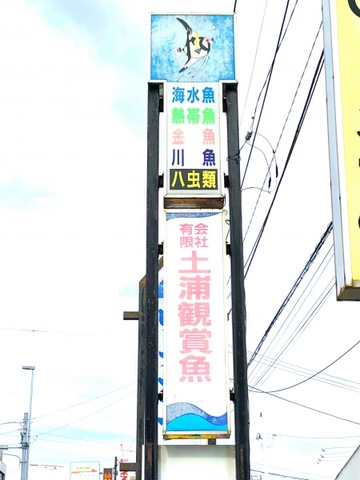 海水魚
熱帯魚
金魚
川魚
ハ虫類
有限会社
土浦観賞魚